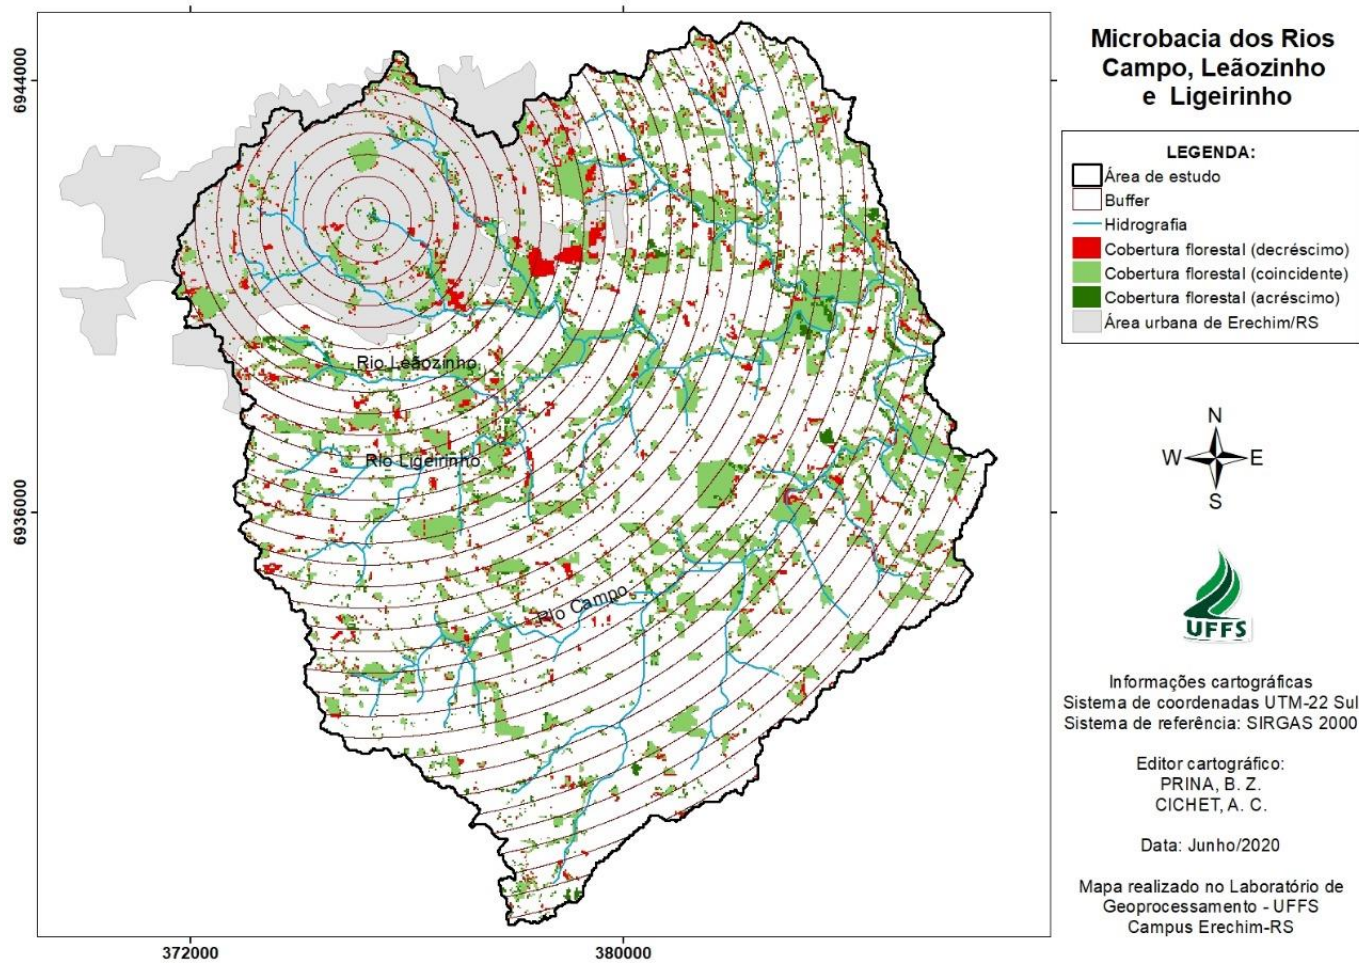 Microbacia dos Rios
Campo, Leãozinho
e Ligeirinho
LEGENDA:
Área de estudo
Buffer
Hidrografia
Cobertura florestal (decréscimo)
Cobertura florestal (coincidente)
Cobertura florestal (acréscimo)
Área urbana de Erechim/RS
6944000
6936000
372000
380000
Rio Leãozinho
Rio Ligeirinho
Rio Campo
N
W
E
S
UFFS
Informações cartográficas
Sistema de coordenadas UTM-22 Sul
Sistema de referência: SIRGAS 2000
Editor cartográfico:
PRINA, B. Z.
CICHET, A. C.
Data: Junho/2020
Mapa realizado no Laboratório de
Geoprocessamento - UFFS
Campus Erechim-RS